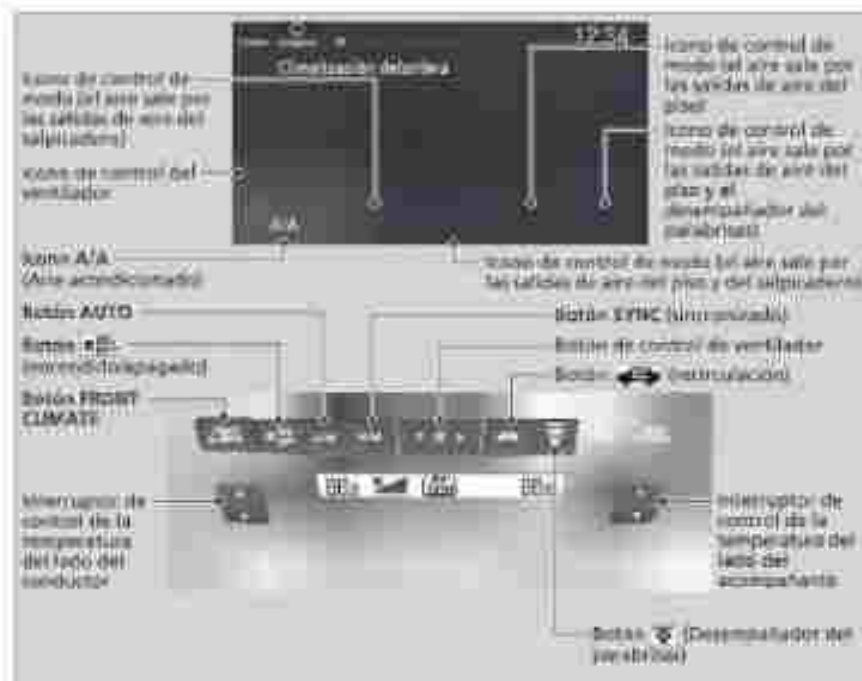 12:34
Climatización delantera
Icono de control de
modo (el aire sale por
las salidas de aire del
salpicadero)
Icono de control del
ventilador
A/A
Icono A/A
(Aire acondicionado)
Icono de control de
modo (el aire sale por
las salidas de aire del
piso)
Icono de control de
modo (el aire sale por
las salidas de aire del
piso y el
desempañador del
parabrisas)
Icono de control de modo (el aire sale por
las salidas de aire del piso y del salpicadero)
Botón AUTO
Botón
(encendido/apagado)
Botón FRONT
CLIMATE
Botón SYNC (sincronizado)
Botón de control de ventilador
Botón (recirculación)
Interruptor de
control de la
temperatura
del lado del
conductor
Interruptor de
control de la
temperatura del
lado del
acompañante
Botón (Desempañador del
parabrisas)